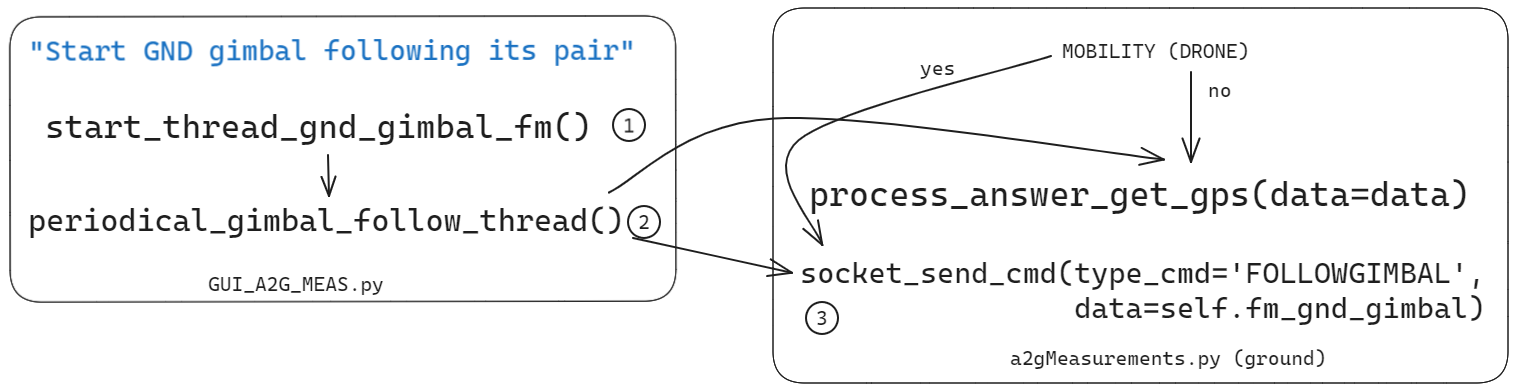 "Start GND gimbal following its pair"
start_thread_gnd_gimbal_fm() 1
periodical_gimbal_follow_thread() 2
GUI_A2G_MEAS.py
MOBILITY (DRONE)
yes
no
process_answer_get_gps(data=data)
socket_send_cmd(type_cmd='FOLLOWGIMBAL',
data=self.fm_gnd_gimbal)
3
a2gMeasurements.py (ground)